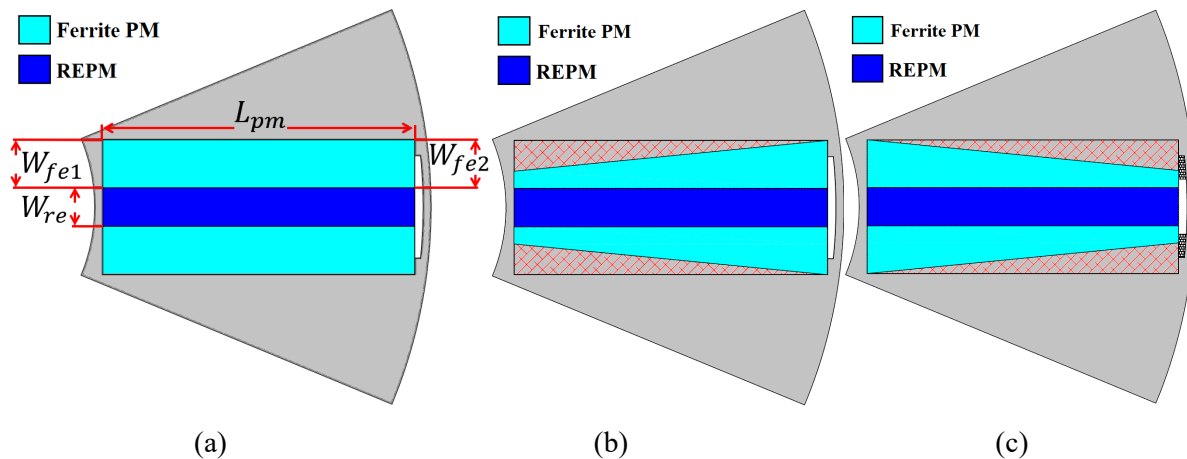 Ferrite PM
REPM
L_pm
W_fe1
W_re
W_fe2
(a)
Ferrite PM
REPM
(b)
Ferrite PM
REPM
(c)